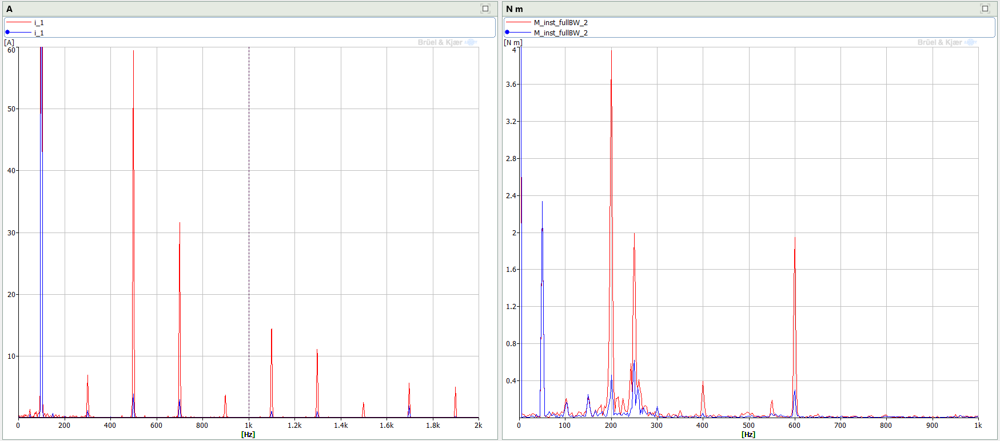 A
i_1
i_1
[A]
Brüel & Kjær
60
50
40
30
20
10
0 200 400 600 800 1k 1.2k 1.4k 1.6k 1.8k 2k
[Hz]
N m
M_inst_fullBW_2
M_inst_fullBW_2
[N m]
Brüel & Kjær
4
3.6
3.2
2.8
2.4
2
1.6
1.2
0.8
0.4
0 100 200 300 400 500 600 700 800 900 1k
[Hz]